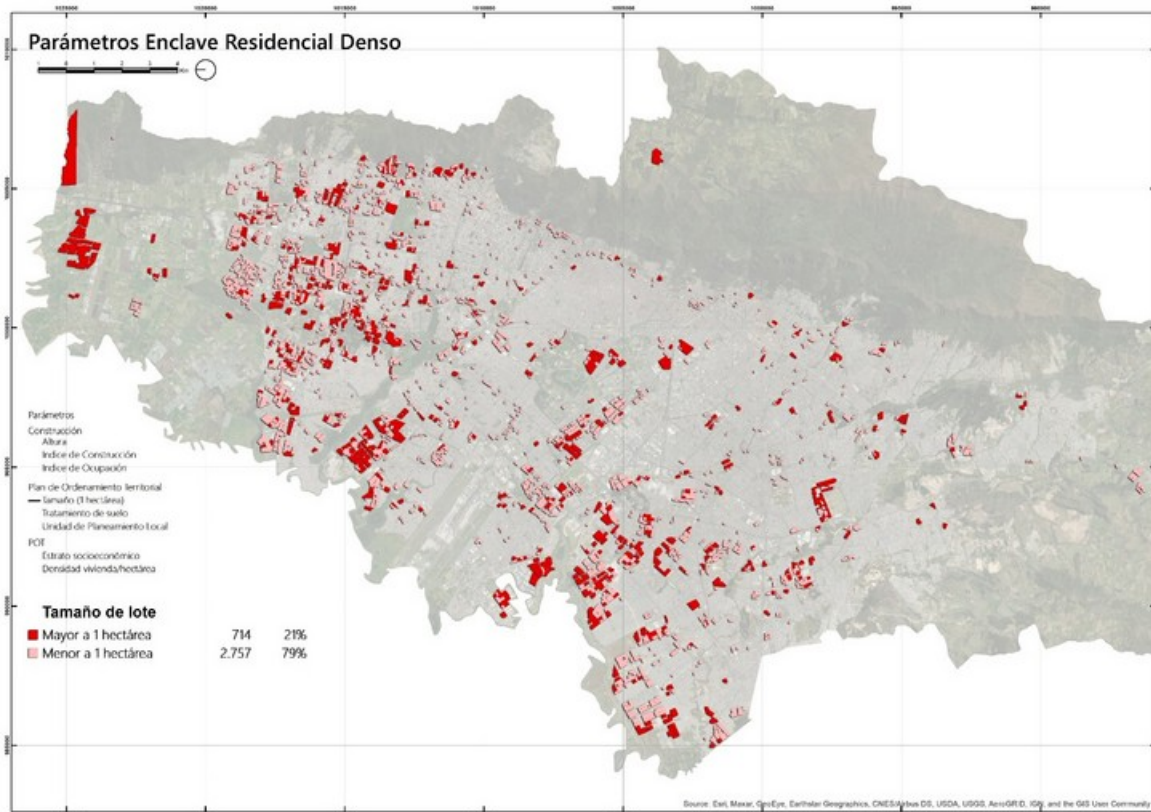 Parámetros Enclave Residencial Denso
Parámetros
Construcción
Altura
Indice de Construcción
Indice de Ocupación
Plan de Ordenamiento Territorial
Tamaño (1 hectárea)
Tratamiento de suelo
Unidad de Planeamiento Local
POT
Estrato socioeconómico
Densidad vivienda/hectárea
Tamaño de lote
Mayor a 1 hectárea 714 21%
Menor a 1 hectárea 2.757 79%
Source: Esri, Maxar, GeoEye, Earthstar Geographics, CNES/Airbus DS, USDA, USGS, AeroGRID, IGN, and the GIS User Community